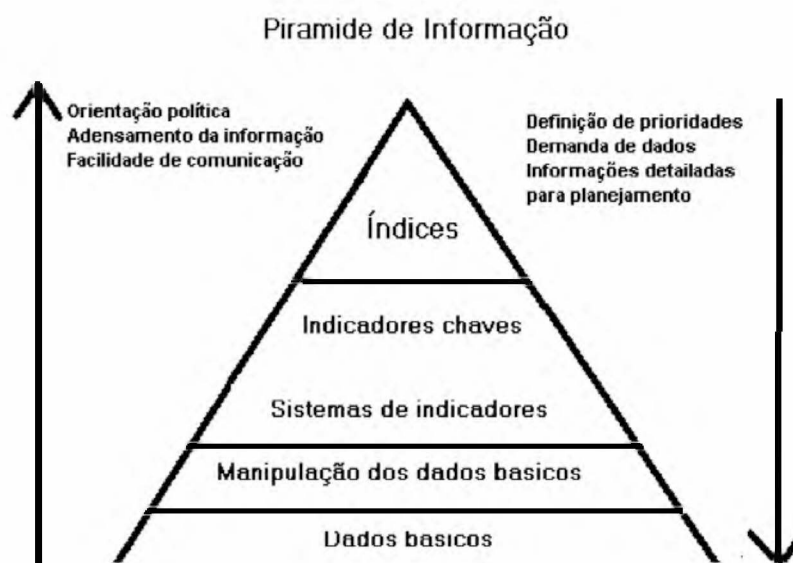 Piramide de Informação
Orientação política
Adensamento da informação
Facilidade de comunicação
Definição de prioridades
Demanda de dados
Informações detailadas
para planejamento
Índices
Indicadores chaves
Sistemas de indicadores
Manipulação dos dados basicos
Dados basicos